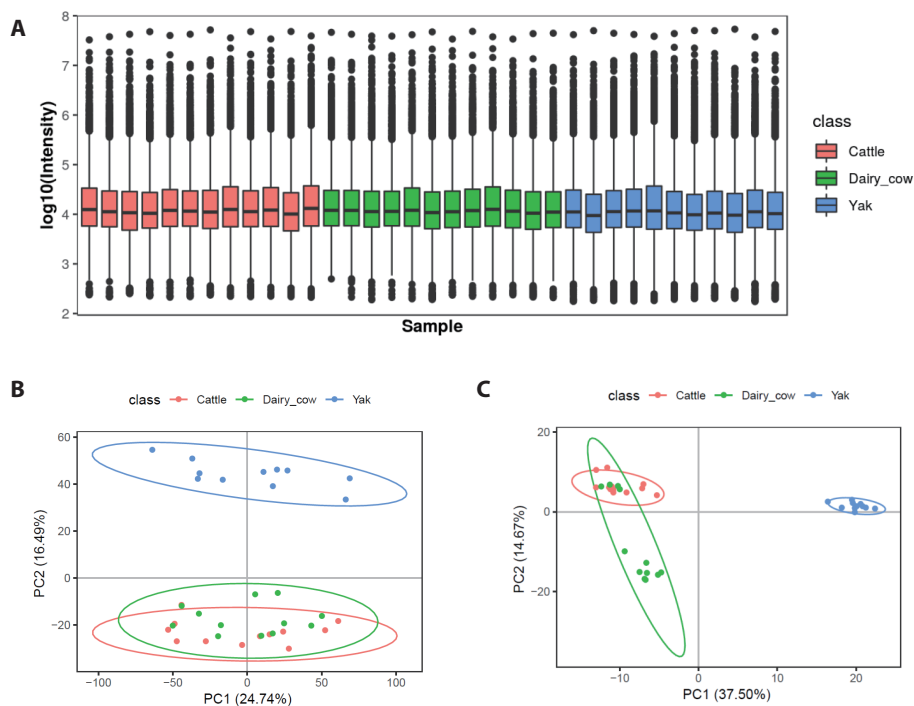 A
8
7
6
5
4
3
2
log10(Intensity)
Sample
class
Cattle
Dairy_cow
Yak
B
class Cattle Dairy_cow Yak
60
40
20
0
−20
PC2 (16.49%)
−100 −50 0 50 100
PC1 (24.74%)
C
class Cattle Dairy_cow Yak
20
0
−20
PC2 (14.67%)
−10 0 10 20
PC1 (37.50%)